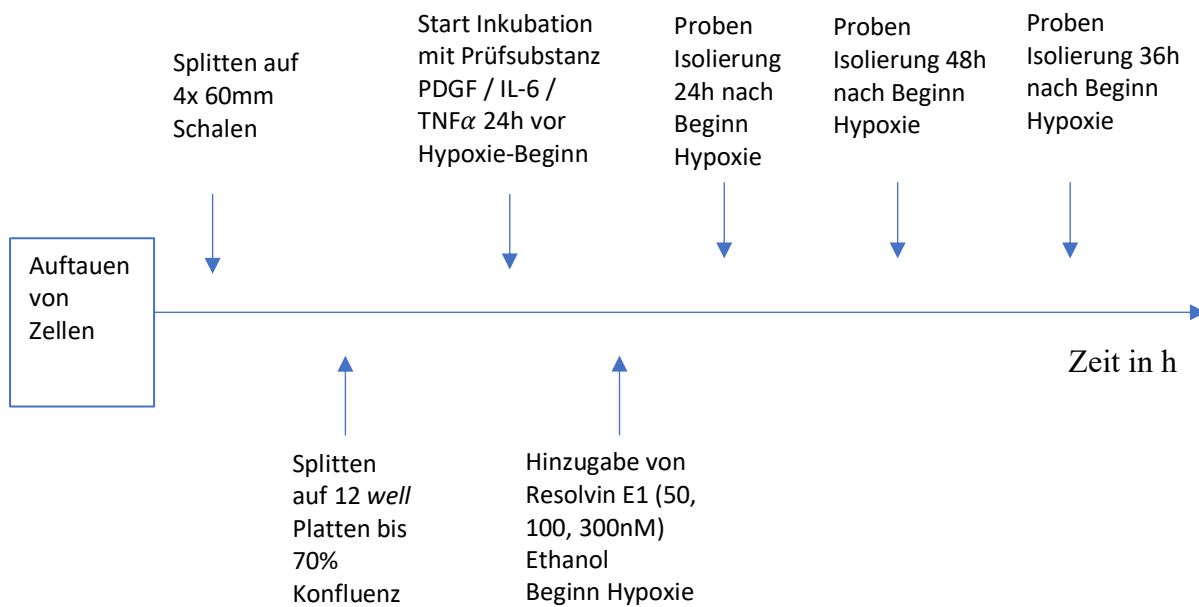 Auftauen
von
Zellen
Splitten auf
4x 60mm
Schalen
Splitten
auf 12 well
Platten bis
70%
Konfluenz
Start Inkubation
mit Prüfsubstanz
PDGF / IL-6 /
TNFα 24h vor
Hypoxie-Beginn
Hinzugabe von
Resolvin E1 (50,
100, 300nM)
Ethanol
Beginn Hypoxie
Proben
Isolierung
24h nach
Beginn
Hypoxie
Proben
Isolierung 48h
nach Beginn
Hypoxie
Proben
Isolierung 36h
nach Beginn
Hypoxie
Zeit in h